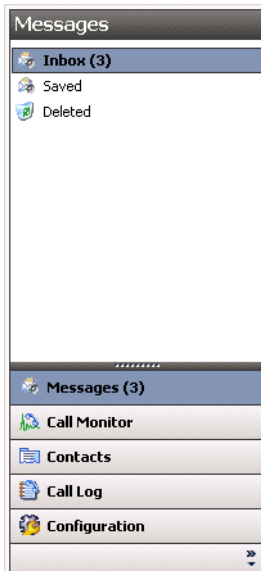 Messages
Inbox (3)
Saved
Deleted
Messages (3)
Call Monitor
Contacts
Call Log
Configuration